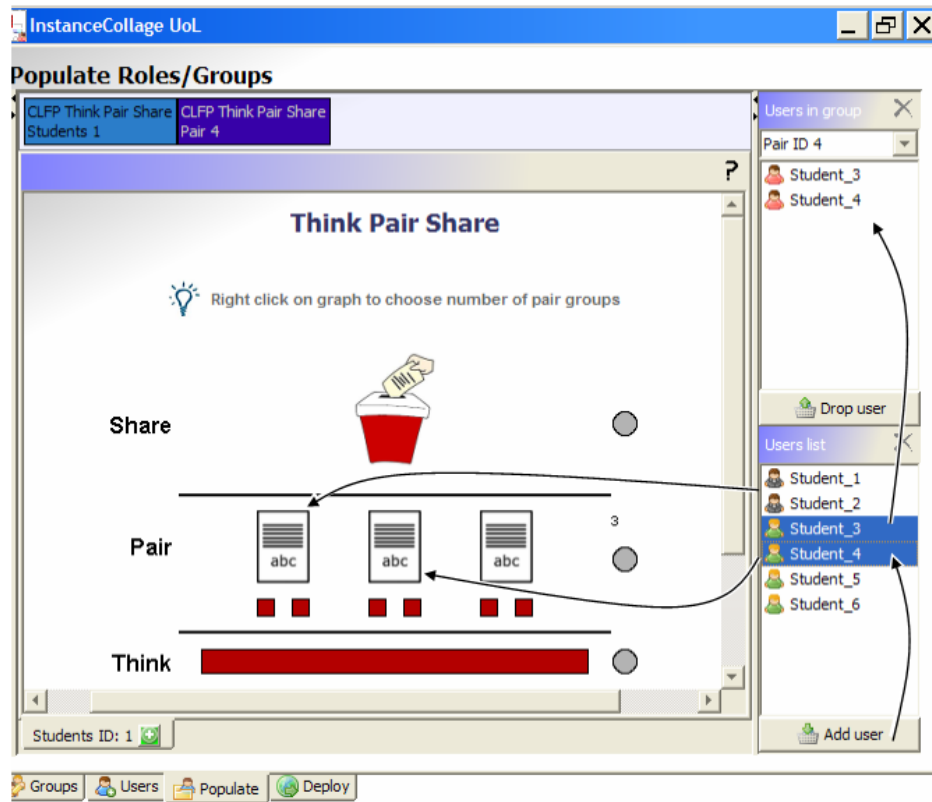 InstanceCollage UoL
Populate Roles/Groups
CLFP Think Pair Share
Students 1
CLFP Think Pair Share
Pair 4
?
Think Pair Share
Right click on graph to choose number of pair groups
Share
Pair
abc
abc
abc
3
Think
Students ID: 1
Users in group
Pair ID 4
Student_3
Student_4
Drop user
Users list
Student_1
Student_2
Student_3
Student_4
Student_5
Student_6
Add user
Groups
Users
Populate
Deploy